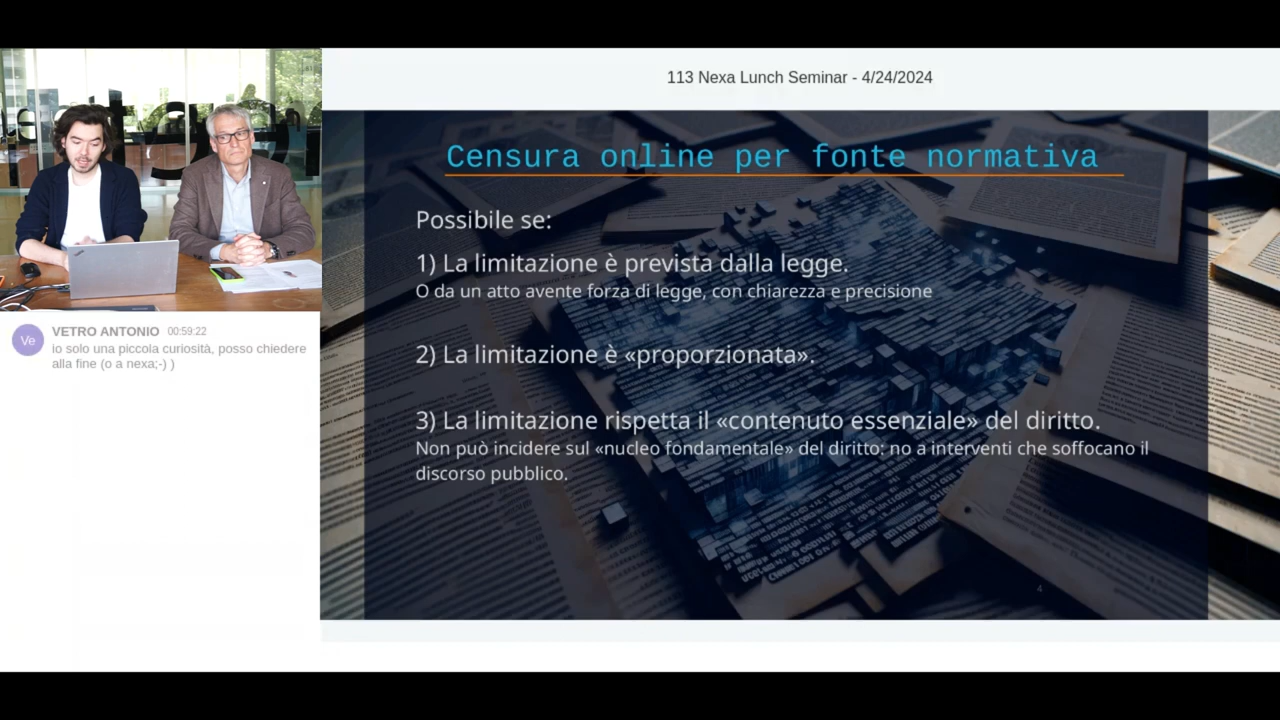 113 Nexa Lunch Seminar - 4/24/2024
Censura online per fonte normativa
Possibile se:
1) La limitazione è prevista dalla legge.
O da un atto avente forza di legge, con chiarezza e precisione
2) La limitazione è «proporzionata».
3) La limitazione rispetta il «contenuto essenziale» del diritto.
Non può incidere sul «nucleo fondamentale» del diritto: no a interventi che soffocano il
discorso pubblico.
4
Ve
VETRO ANTONIO 00:59:22
Io solo una piccola curiosità, posso chiedere
alla fine (o a nexa;-) )